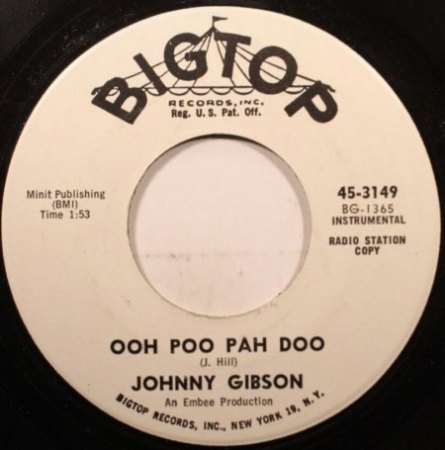 BIGTOP
RECORDS, INC.
Reg. U.S. Pat. Off.
Minit Publishing
(BMI)
Time 1:53
45-3149
BG-1365
INSTRUMENTAL
RADIO STATION
COPY
OOH POO PAH DOO
(J. Hill)
JOHNNY GIBSON
An Embee Production
BIGTOP RECORDS, INC., NEW YORK 19, N.Y.